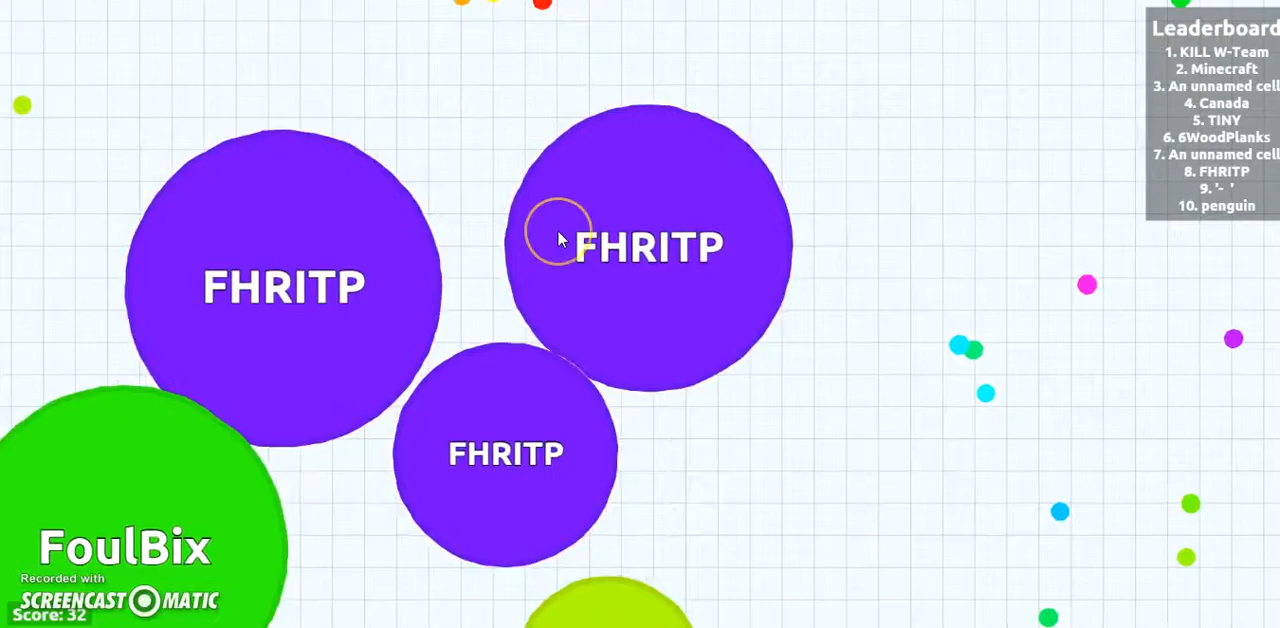 Leaderboard
1. KILL W-Team
2. Minecraft
3. An unnamed cell
4. Canada
5. TINY
6. 6WoodPlanks
7. An unnamed cell
8. FHRITP
9. '- '
10. penguin
FHRITP
FHRITP
FHRITP
FoulBix
Recorded with
SCREENCAST MATIC
Score: 32